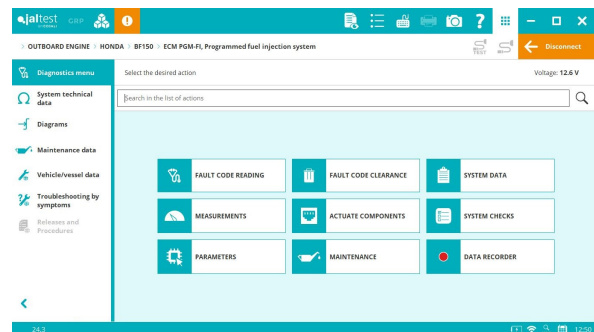 jaltest GRP
OUTBOARD ENGINE > HONDA > BF150 > ECM PGM-FI, Programmed fuel injection system
TEST
Disconnect
Diagnostics menu
Select the desired action
Voltage: 12.6 V
System technical data
Search in the list of actions
Diagrams
Maintenance data
Vehicle/vessel data
Troubleshooting by symptoms
Releases and Procedures
FAULT CODE READING
FAULT CODE CLEARANCE
SYSTEM DATA
MEASUREMENTS
ACTUATE COMPONENTS
SYSTEM CHECKS
PARAMETERS
MAINTENANCE
DATA RECORDER
24.3
12:50